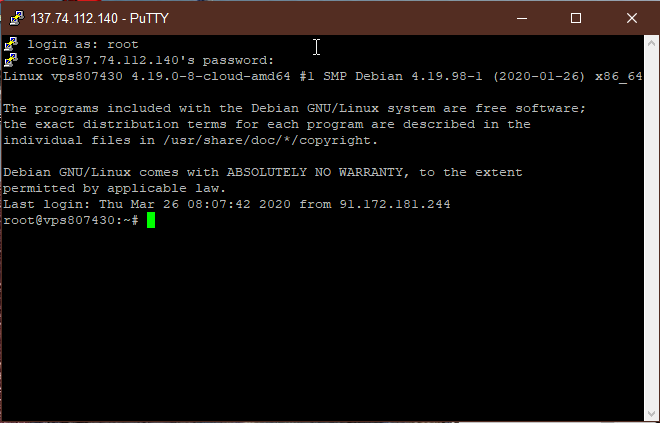 137.74.112.140 - PuTTY
login as: root
root@137.74.112.140's password:
Linux vps807430 4.19.0-8-cloud-amd64 #1 SMP Debian 4.19.98-1 (2020-01-26) x86_64
The programs included with the Debian GNU/Linux system are free software;
the exact distribution terms for each program are described in the
individual files in /usr/share/doc/*/copyright.
Debian GNU/Linux comes with ABSOLUTELY NO WARRANTY, to the extent
permitted by applicable law.
Last login: Thu Mar 26 08:07:42 2020 from 91.172.181.244
root@vps807430:~#